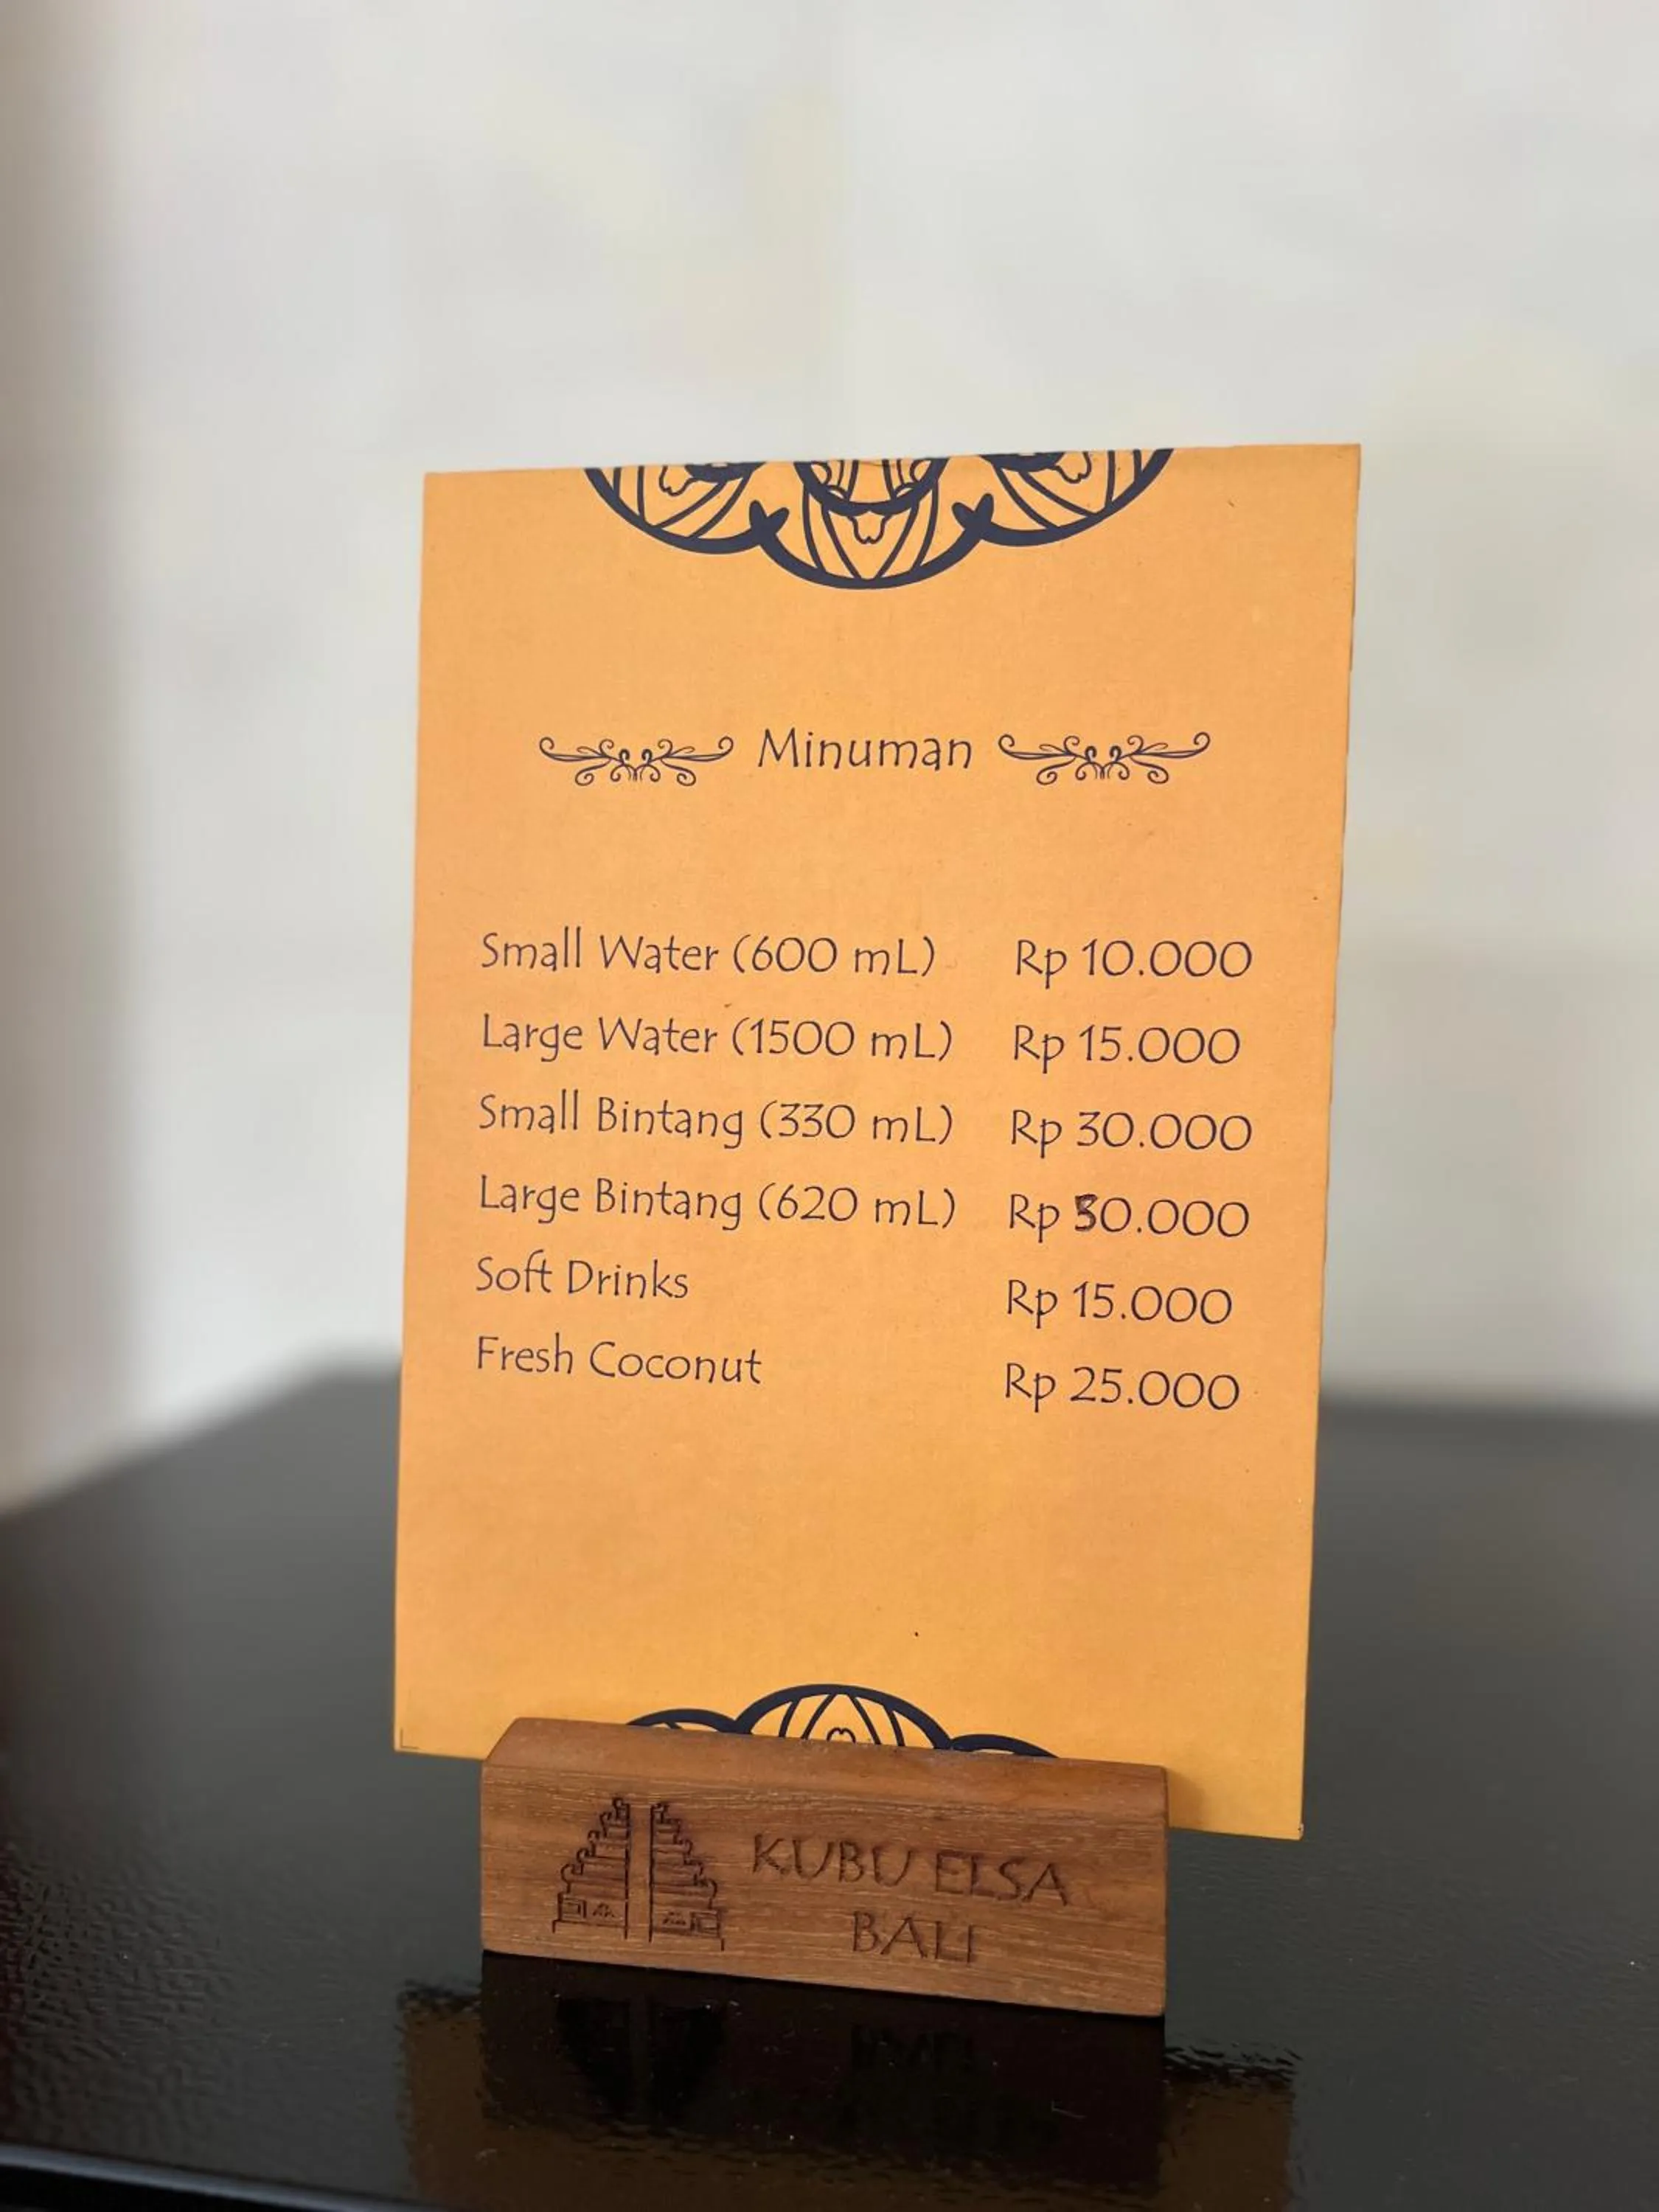 Minuman
Small Water (600 mL) Rp 10.000
Large Water (1500 mL) Rp 15.000
Small Bintang (330 mL) Rp 30.000
Large Bintang (620 mL) Rp 50.000
Soft Drinks Rp 15.000
Fresh Coconut Rp 25.000
KUBU ELSA
BALI